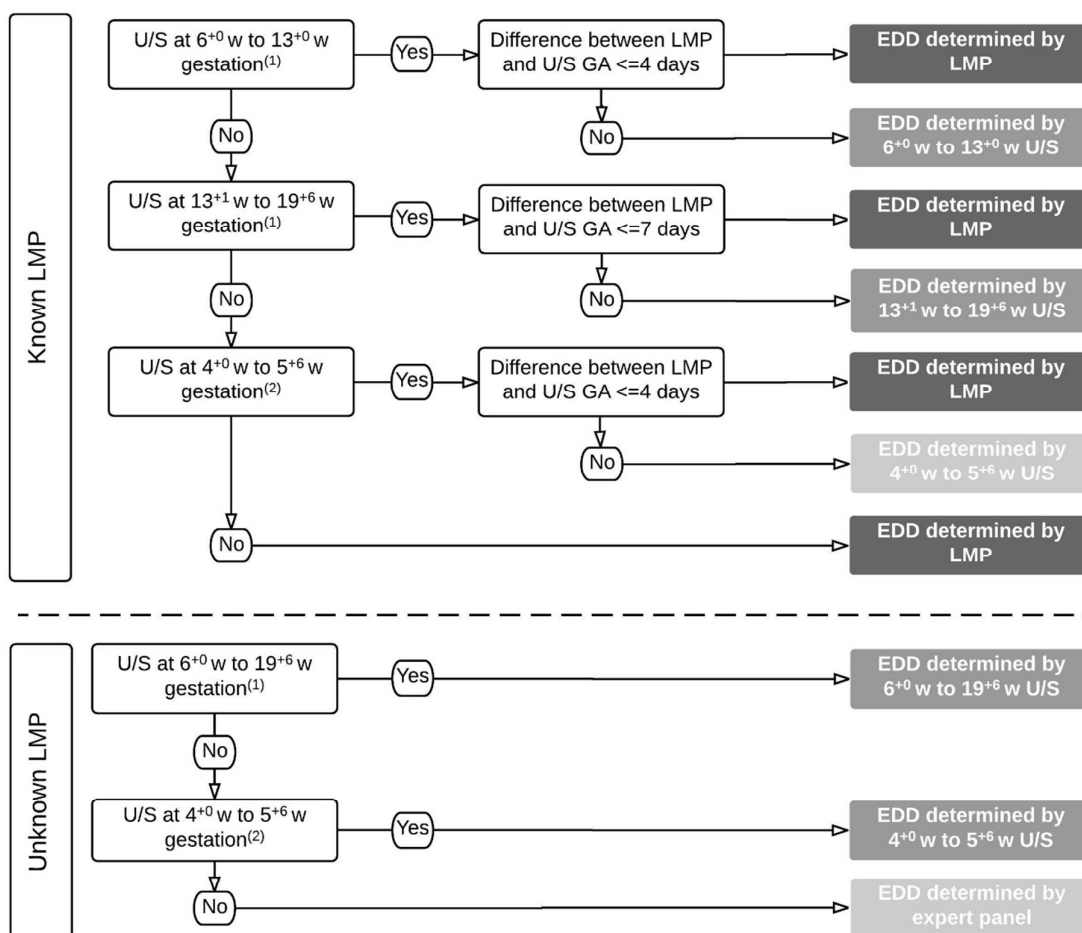 Known LMP
U/S at 6⁺⁰ w to 13⁺⁰ w
gestation⁽¹⁾
Yes
Difference between LMP
and U/S GA <=4 days
EDD determined by
LMP
No
No
EDD determined by
6⁺⁰ w to 13⁺⁰ w U/S
U/S at 13⁺¹ w to 19⁺⁶ w
gestation⁽¹⁾
Yes
Difference between LMP
and U/S GA <=7 days
EDD determined by
LMP
No
No
EDD determined by
13⁺¹ w to 19⁺⁶ w U/S
U/S at 4⁺⁰ w to 5⁺⁶ w
gestation⁽²⁾
Yes
Difference between LMP
and U/S GA <=4 days
EDD determined by
LMP
No
EDD determined by
4⁺⁰ w to 5⁺⁶ w U/S
No
EDD determined by
LMP
Unknown LMP
U/S at 6⁺⁰ w to 19⁺⁶ w
gestation⁽¹⁾
Yes
EDD determined by
6⁺⁰ w to 19⁺⁶ w U/S
No
U/S at 4⁺⁰ w to 5⁺⁶ w
gestation⁽²⁾
Yes
EDD determined by
4⁺⁰ w to 5⁺⁶ w U/S
No
EDD determined by
expert panel